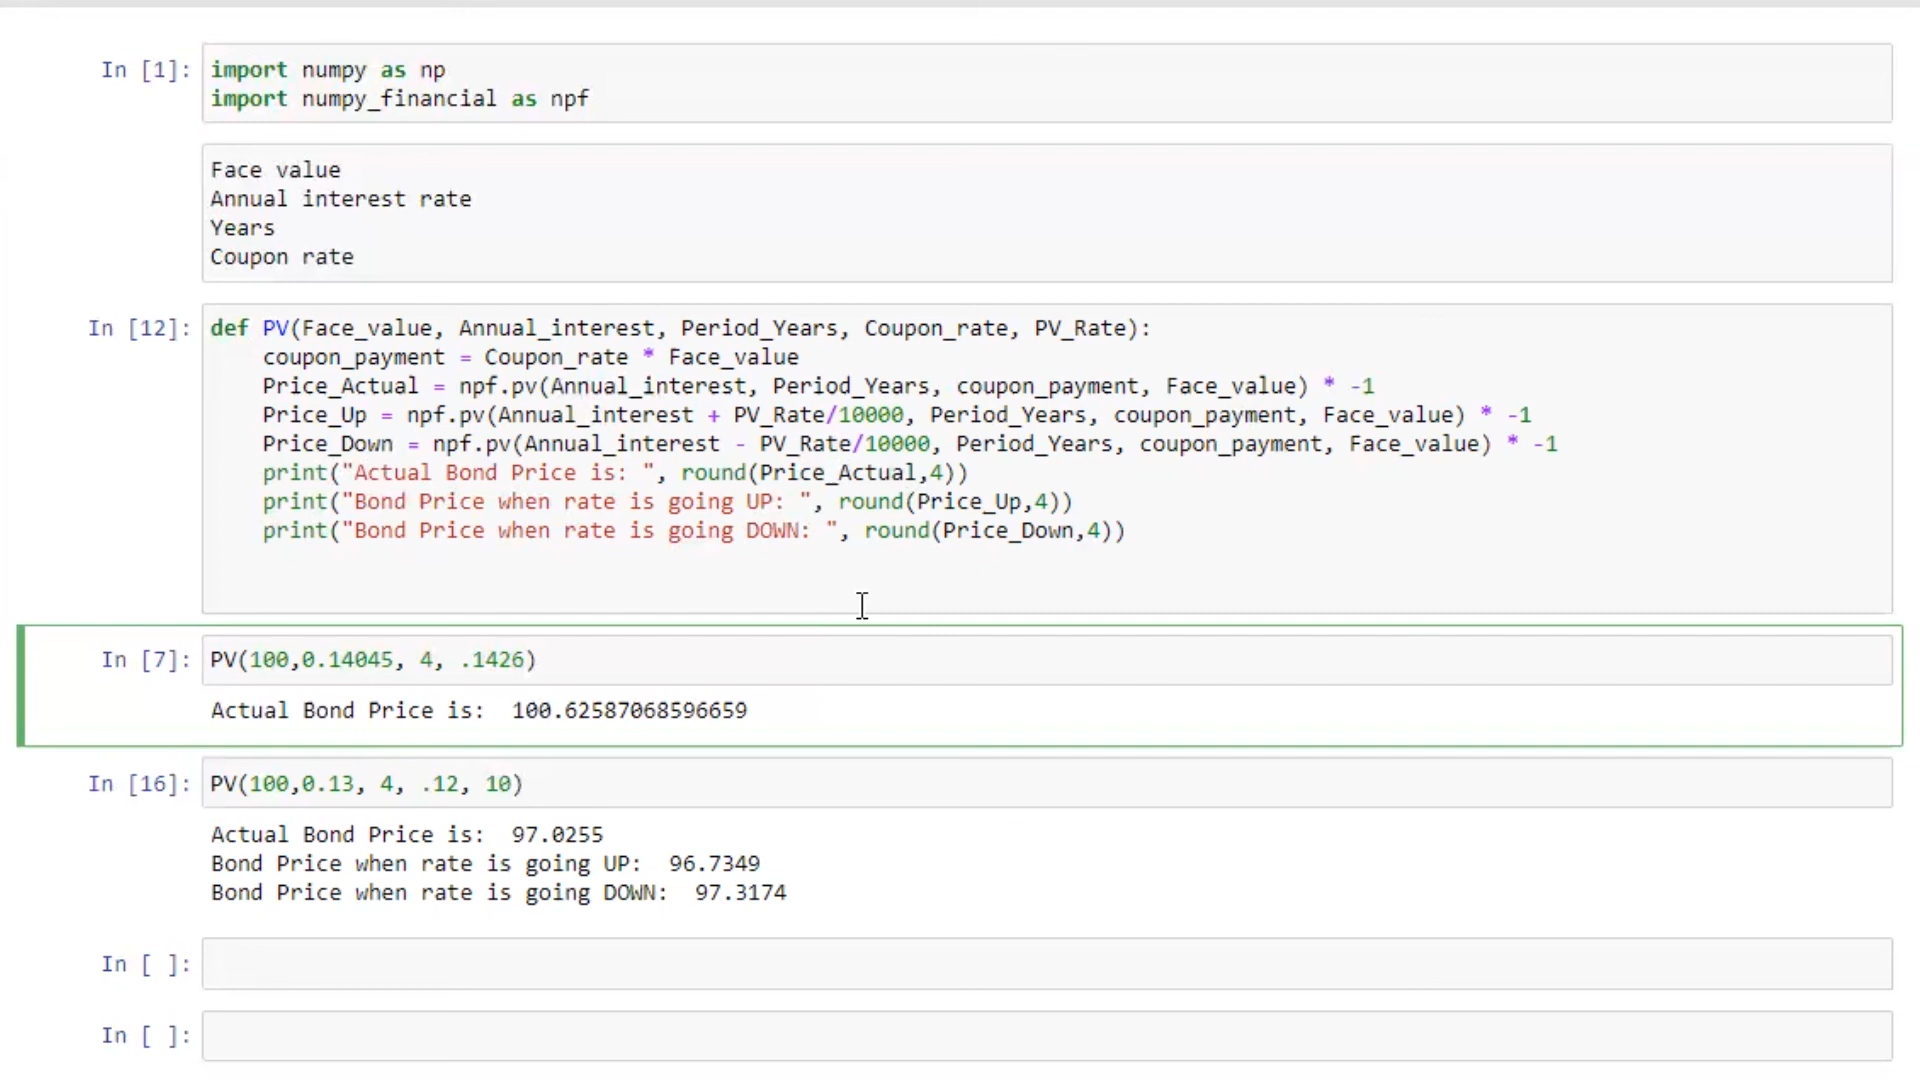 In [1]: import numpy as np
import numpy_financial as npf
Face value
Annual interest rate
Years
Coupon rate
In [12]: def PV(Face_value, Annual_interest, Period_Years, Coupon_rate, PV_Rate):
coupon_payment = Coupon_rate * Face_value
Price_Actual = npf.pv(Annual_interest, Period_Years, coupon_payment, Face_value) * -1
Price_Up = npf.pv(Annual_interest + PV_Rate/10000, Period_Years, coupon_payment, Face_value) * -1
Price_Down = npf.pv(Annual_interest - PV_Rate/10000, Period_Years, coupon_payment, Face_value) * -1
print("Actual Bond Price is: ", round(Price_Actual,4))
print("Bond Price when rate is going UP: ", round(Price_Up,4))
print("Bond Price when rate is going DOWN: ", round(Price_Down,4))
In [7]: PV(100,0.14045, 4, .1426)
Actual Bond Price is:  100.62587068596659
In [16]: PV(100,0.13, 4, .12, 10)
Actual Bond Price is:  97.0255
Bond Price when rate is going UP:  96.7349
Bond Price when rate is going DOWN:  97.3174
In [ ]:
In [ ]: